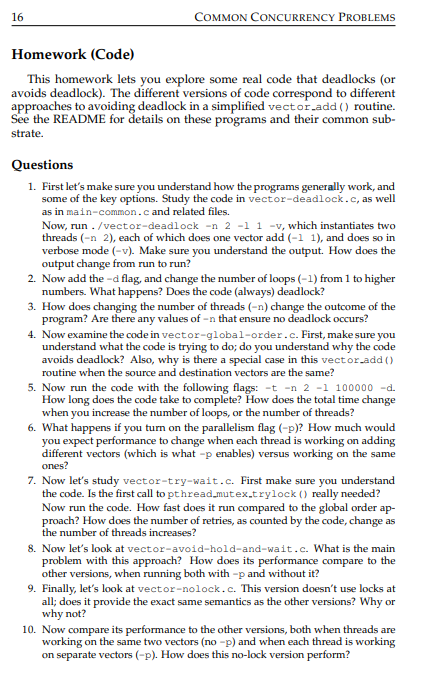 16 COMMON CONCURRENCY PROBLEMS
Homework (Code)
This homework lets you explore some real code that deadlocks (or
avoids deadlock). The different versions of code correspond to different
approaches to avoiding deadlock in a simplified vector_add() routine.
See the README for details on these programs and their common sub-
strate.
Questions
1. First let's make sure you understand how the programs generally work, and
some of the key options. Study the code in vector-deadlock.c, as well
as in main-common.c and related files.
Now, run ./vector-deadlock -n 2 -l 1 -v, which instantiates two
threads (-n 2), each of which does one vector add (-l 1), and does so in
verbose mode (-v). Make sure you understand the output. How does the
output change from run to run?
2. Now add the -d flag, and change the number of loops (-l) from 1 to higher
numbers. What happens? Does the code (always) deadlock?
3. How does changing the number of threads (-n) change the outcome of the
program? Are there any values of -n that ensure no deadlock occurs?
4. Now examine the code in vector-global-order.c. First, make sure you
understand what the code is trying to do; do you understand why the code
avoids deadlock? Also, why is there a special case in this vector_add()
routine when the source and destination vectors are the same?
5. Now run the code with the following flags: -t -n 2 -l 100000 -d.
How long does the code take to complete? How does the total time change
when you increase the number of loops, or the number of threads?
6. What happens if you turn on the parallelism flag (-p)? How much would
you expect performance to change when each thread is working on adding
different vectors (which is what -p enables) versus working on the same
ones?
7. Now let's study vector-try-wait.c. First make sure you understand
the code. Is the first call to pthread_mutex_trylock() really needed?
Now run the code. How fast does it run compared to the global order ap-
proach? How does the number of retries, as counted by the code, change as
the number of threads increases?
8. Now let's look at vector-avoid-hold-and-wait.c. What is the main
problem with this approach? How does its performance compare to the
other versions, when running both with -p and without it?
9. Finally, let's look at vector-nolock.c. This version doesn't use locks at
all; does it provide the exact same semantics as the other versions? Why or
why not?
10. Now compare its performance to the other versions, both when threads are
working on the same two vectors (no -p) and when each thread is working
on separate vectors (-p). How does this no-lock version perform?